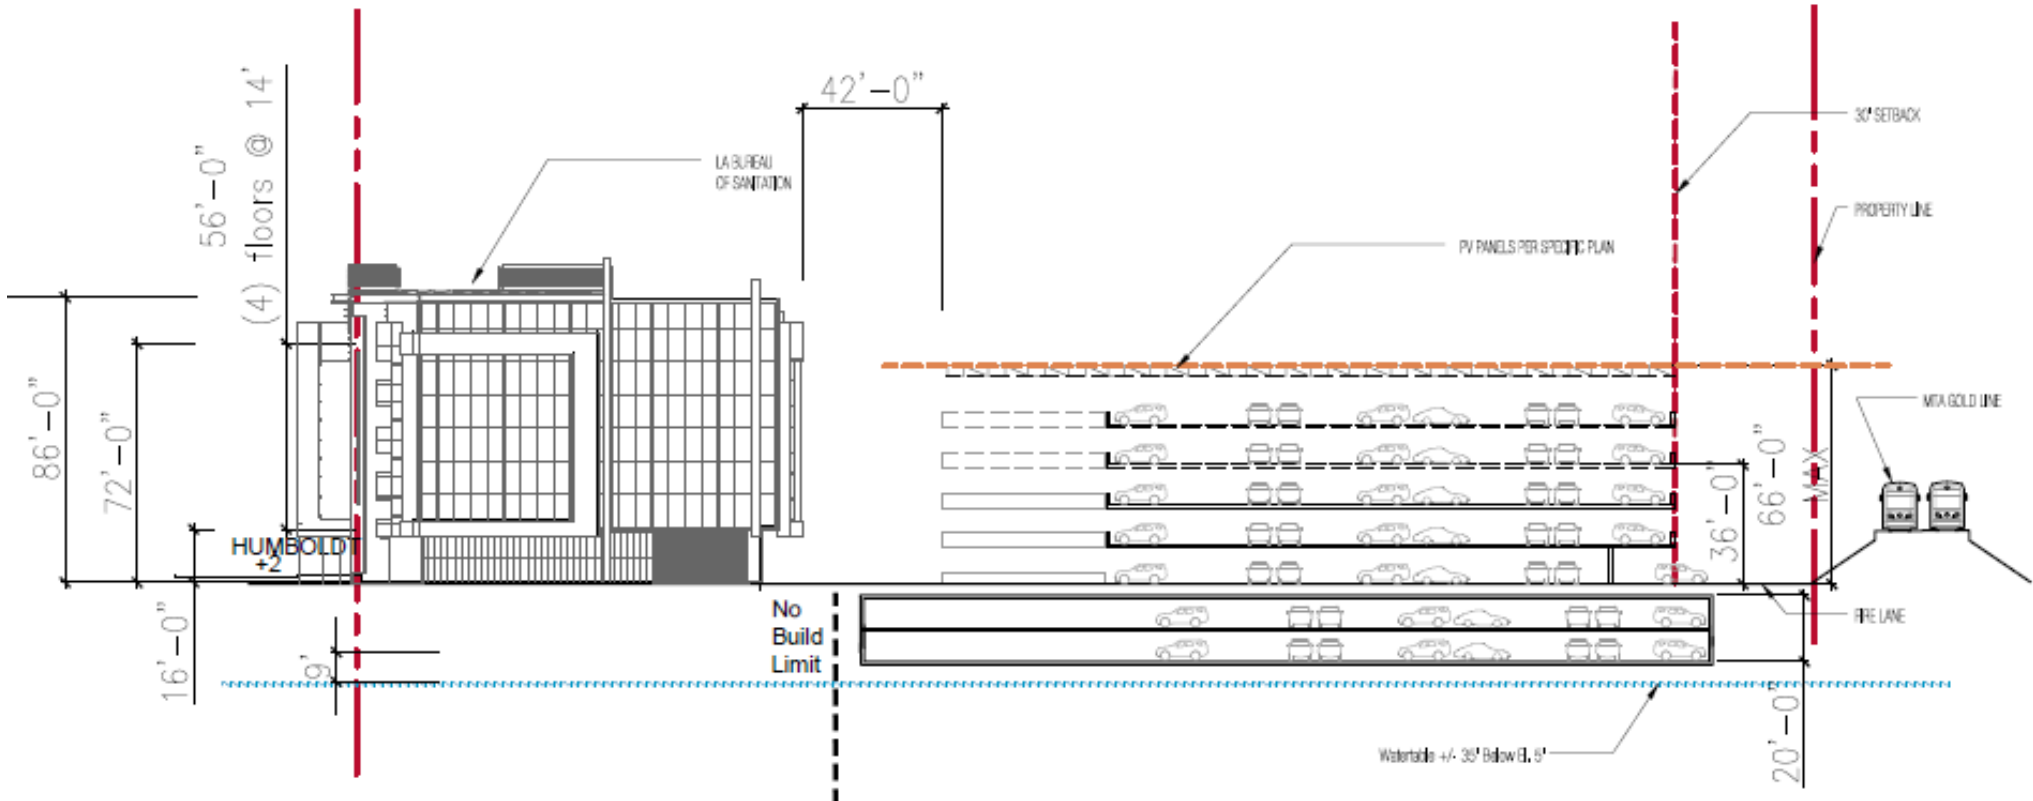 42'-0"
56'-0"
(4) floors @ 14'
30' SETBACK
LA BUREAU
OF SANITATION
PROPERTY LINE
PV PANELS PER SPECIFIC PLAN
86'-0"
72'-0"
MTA GOLD LINE
66'-0"
MAX
36'-0"
HUMBOLDT
+2
16'-0"
9'
No
Build
Limit
FIRE LANE
20'-0"
Watertable +/- 35' Below El. 5'